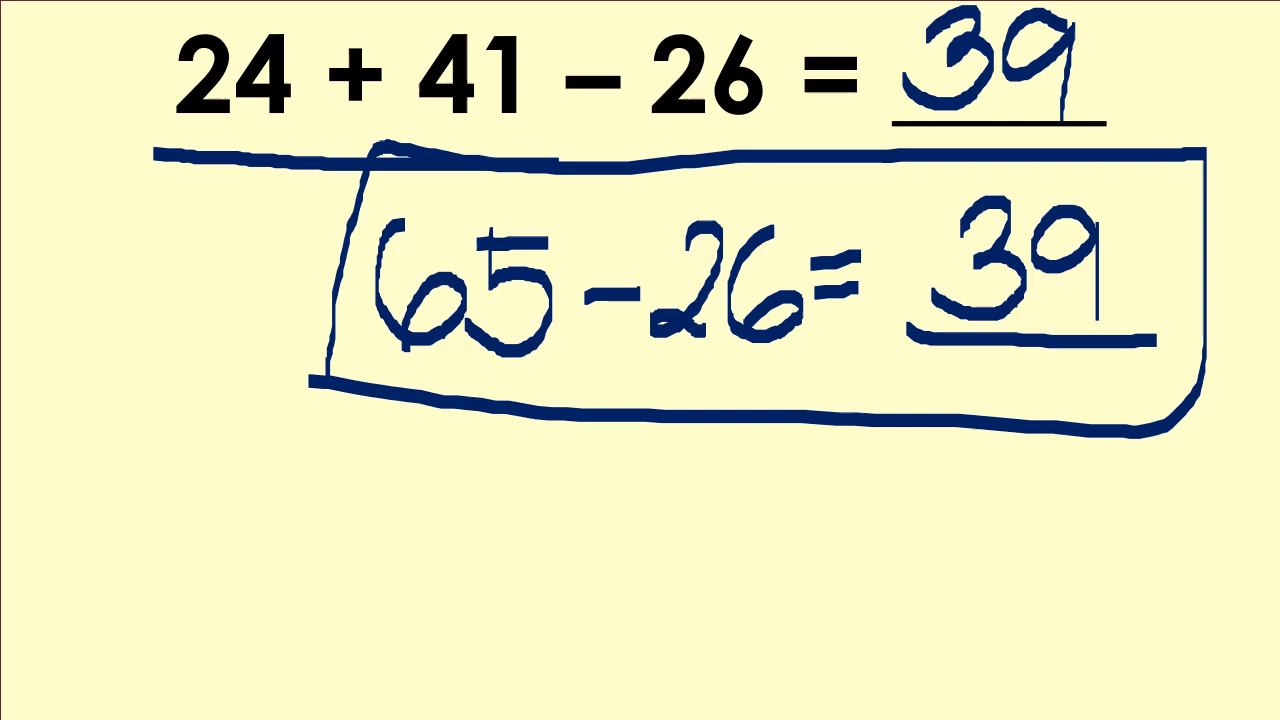 24 + 41 – 26 = 39
65 - 26 = 39